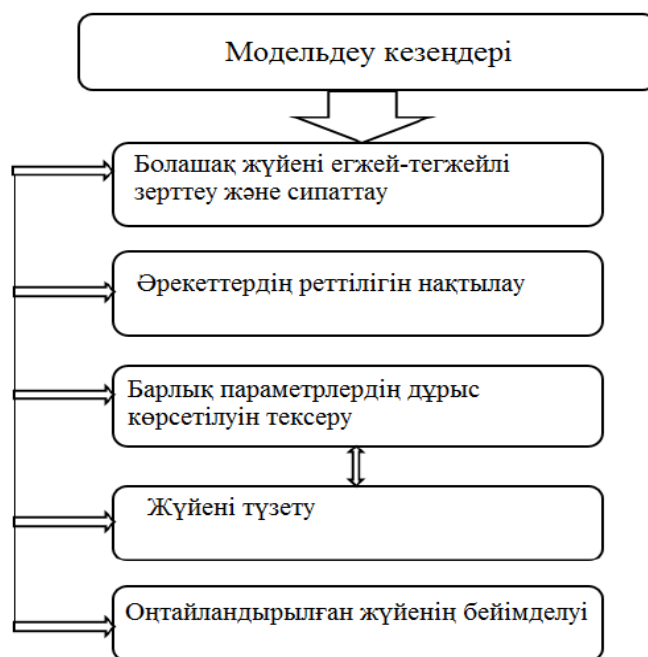 Модельдеу кезеңдері
Болашақ жүйені егжей-тегжейлі
зерттеу және сипаттау
Әрекеттердің реттілігін нақтылау
Барлық параметрлердің дұрыс
көрсетілуін тексеру
Жүйені түзету
Оңтайландырылған жүйенің бейімделуі